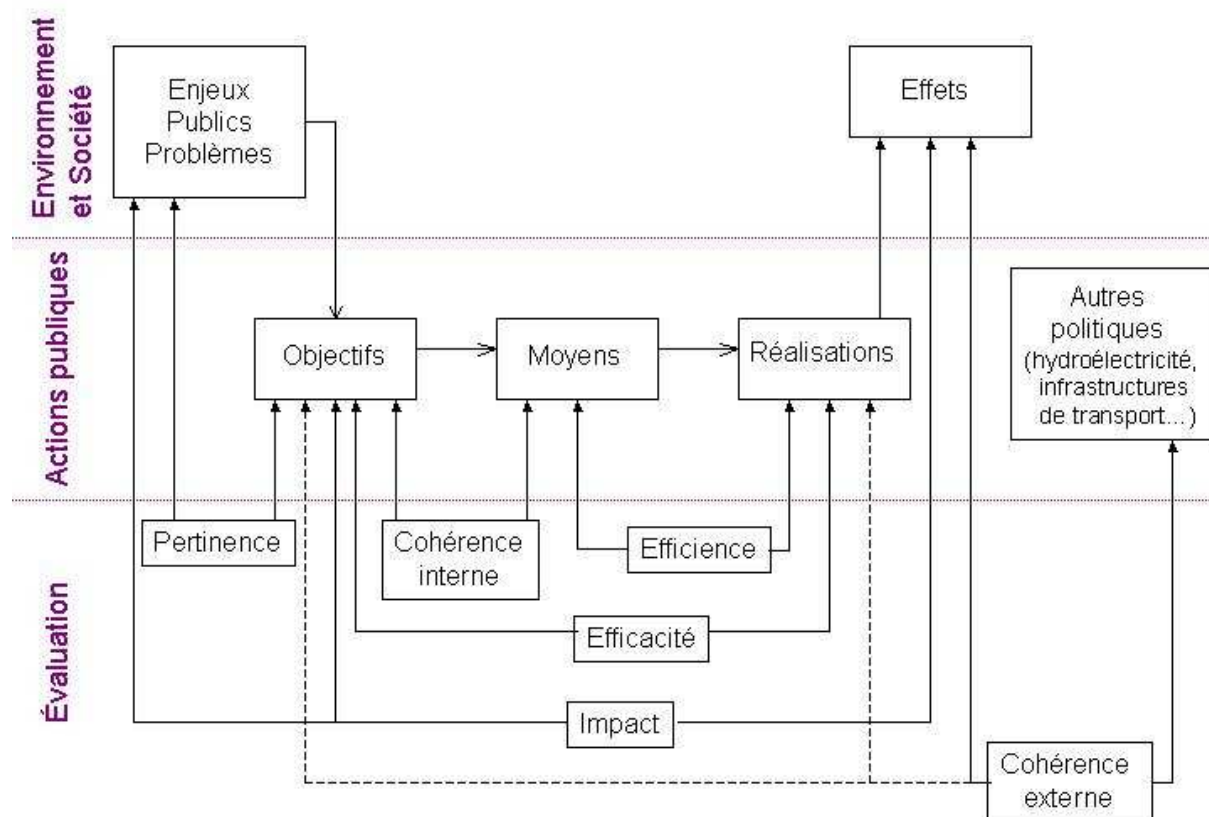 Environnement
et Société
Enjeux
Publics
Problèmes
Effets
Actions publiques
Objectifs
Moyens
Réalisations
Autres
politiques
(hydroélectricité,
infrastructures
de transport...)
Évaluation
Pertinence
Cohérence
interne
Efficience
Efficacité
Impact
Cohérence
externe